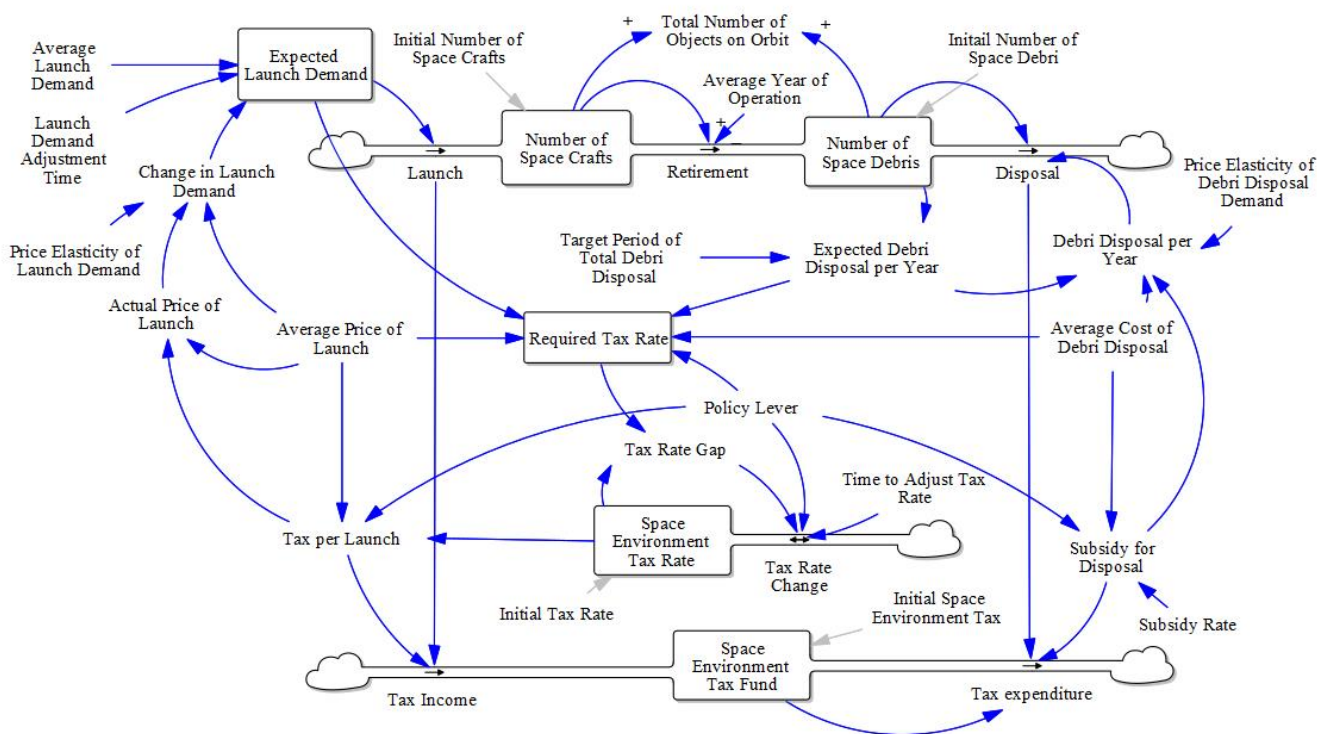 Average
Launch
Demand
Expected
Launch Demand
Initial Number of
Space Crafts
+
Total Number of
Objects on Orbit
+
Initail Number of
Space Debri
Average Year of
Operation
Launch
Demand
Adjustment
Time
Number of
Space Crafts
+
–
Number of
Space Debris
Launch
Retirement
Disposal
Change in Launch
Demand
Price Elasticity of
Debri Disposal
Demand
Price Elasticity of
Launch Demand
Target Period of
Total Debri
Disposal
Expected Debri
Disposal per Year
Debri Disposal per
Year
Actual Price of
Launch
Average Price of
Launch
Required Tax Rate
Average Cost of
Debri Disposal
Policy Lever
Tax Rate Gap
Time to Adjust Tax
Rate
Tax per Launch
Space
Environment
Tax Rate
Tax Rate
Change
Subsidy for
Disposal
Initial Tax Rate
Initial Space
Environment Tax
Subsidy Rate
Space
Environment
Tax Fund
Tax Income
Tax expenditure